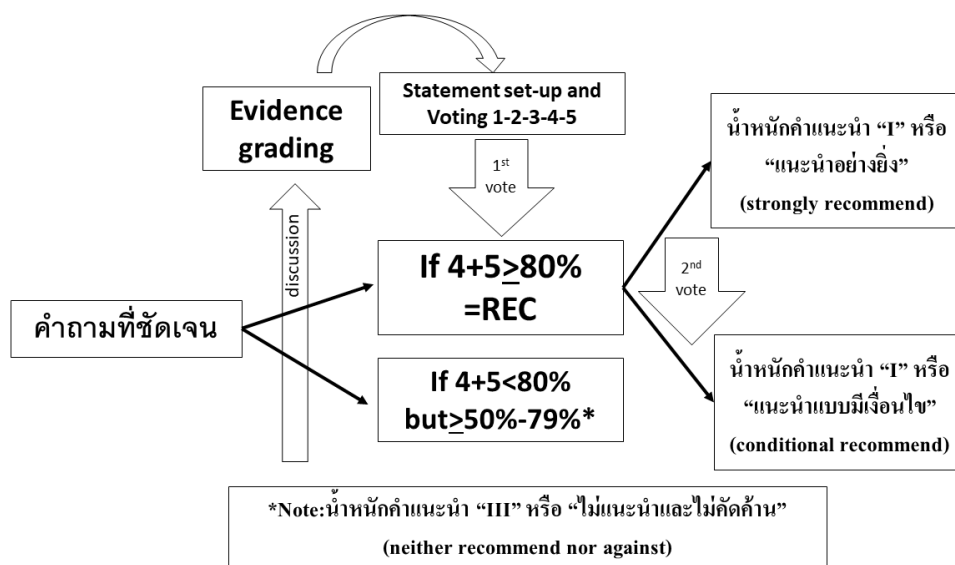 Evidence
grading
Statement set-up and
Voting 1-2-3-4-5
1st
vote
discussion
คำถามที่ชัดเจน
If 4+5≥80%
=REC
If 4+5<80%
but≥50%-79%*
น้ำหนักคำแนะนำ “I” หรือ
“แนะนำอย่างยิ่ง”
(strongly recommend)
2nd
vote
น้ำหนักคำแนะนำ “I” หรือ
“แนะนำแบบมีเงื่อนไข”
(conditional recommend)
*Note:น้ำหนักคำแนะนำ “III” หรือ “ไม่แนะนำและไม่คัดค้าน”
(neither recommend nor against)